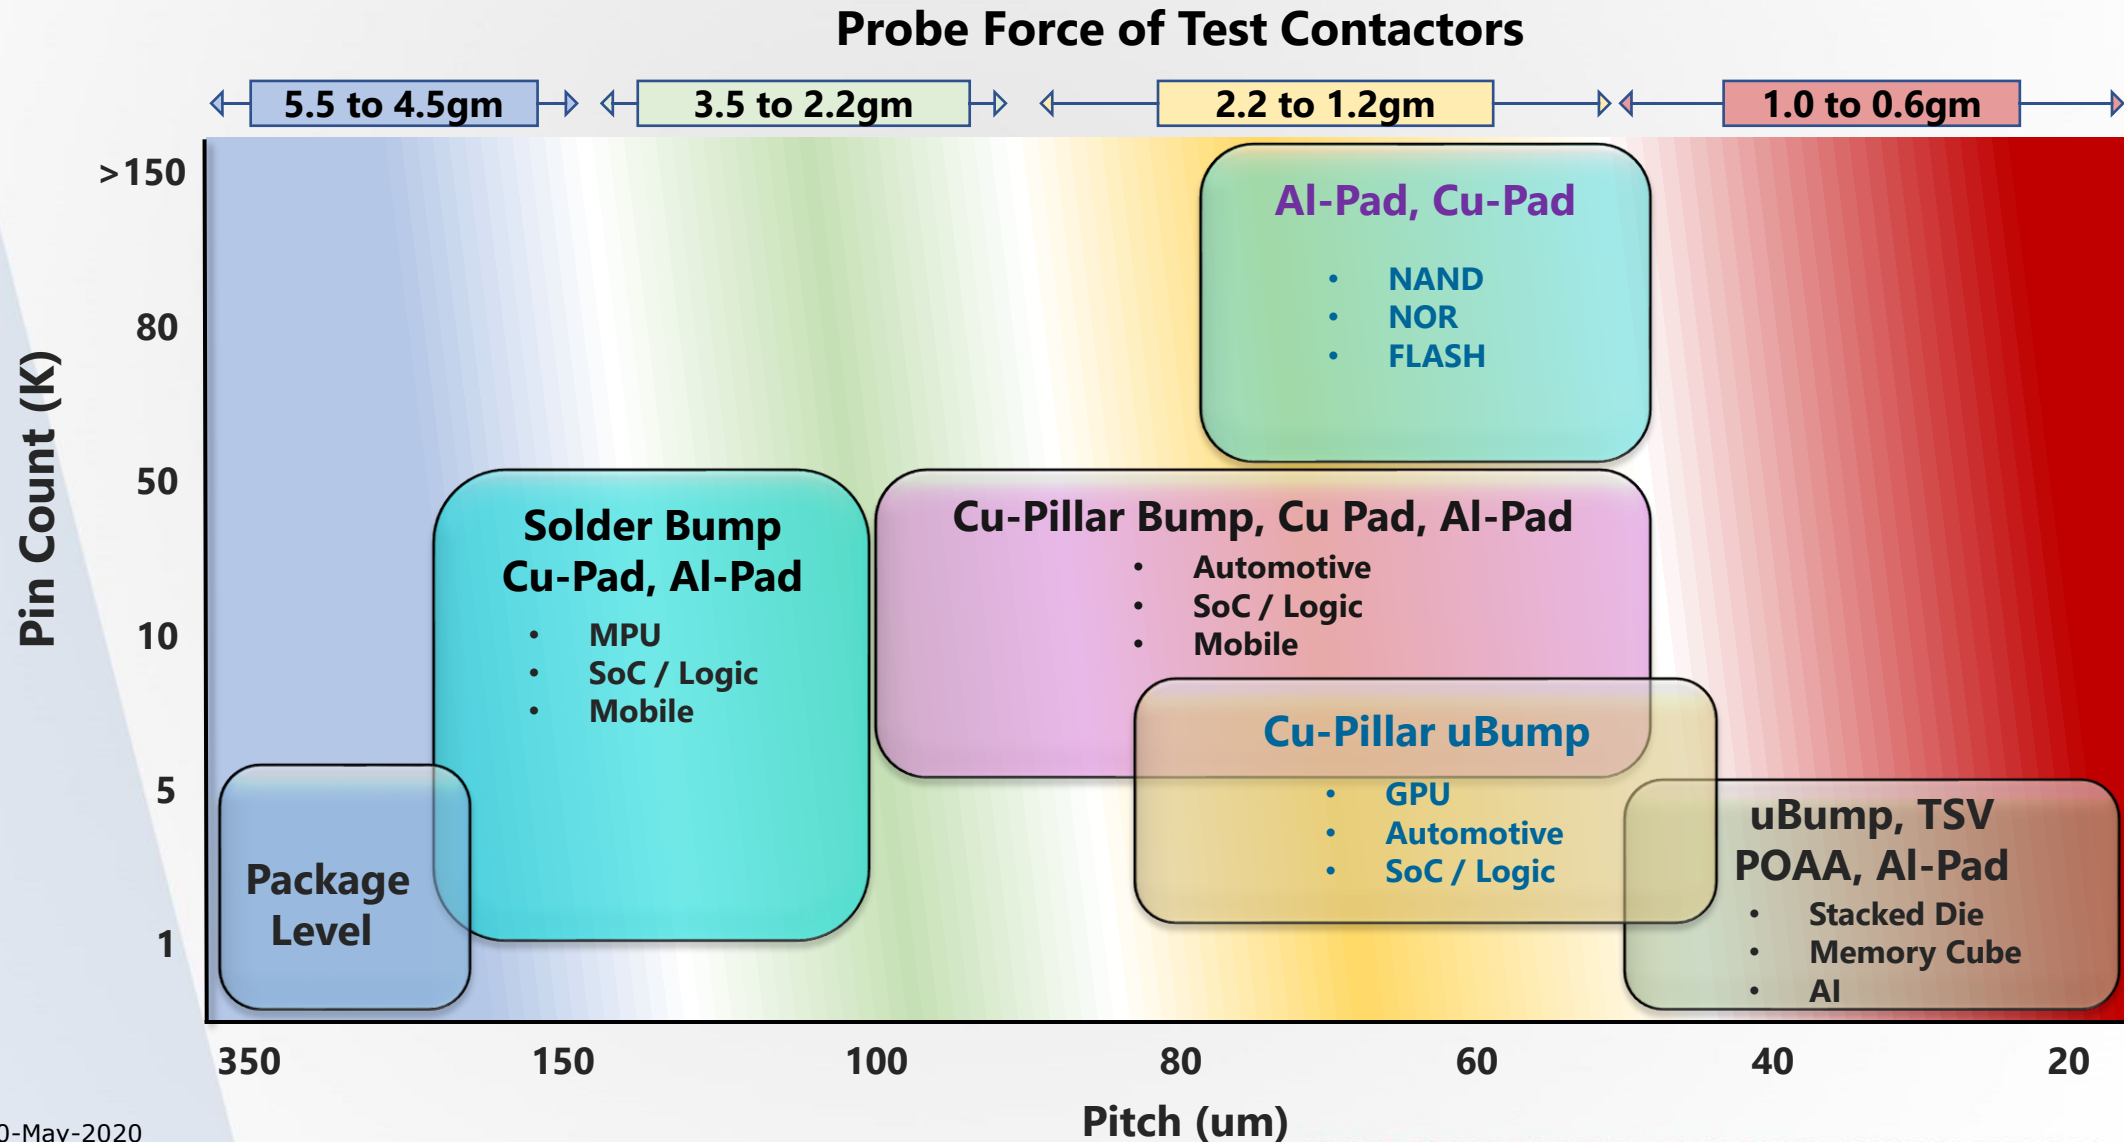 Probe Force of Test Contactors
5.5 to 4.5gm
3.5 to 2.2gm
2.2 to 1.2gm
1.0 to 0.6gm
Pin Count (K)
>150
80
50
10
5
1
Al-Pad, Cu-Pad
• NAND
• NOR
• FLASH
Solder Bump
Cu-Pad, Al-Pad
• MPU
• SoC / Logic
• Mobile
Cu-Pillar Bump, Cu Pad, Al-Pad
• Automotive
• SoC / Logic
• Mobile
Cu-Pillar uBump
• GPU
• Automotive
• SoC / Logic
Package
Level
uBump, TSV
POAA, Al-Pad
• Stacked Die
• Memory Cube
• AI
350 150 100 80 60 40 20
Pitch (um)
0-May-2020